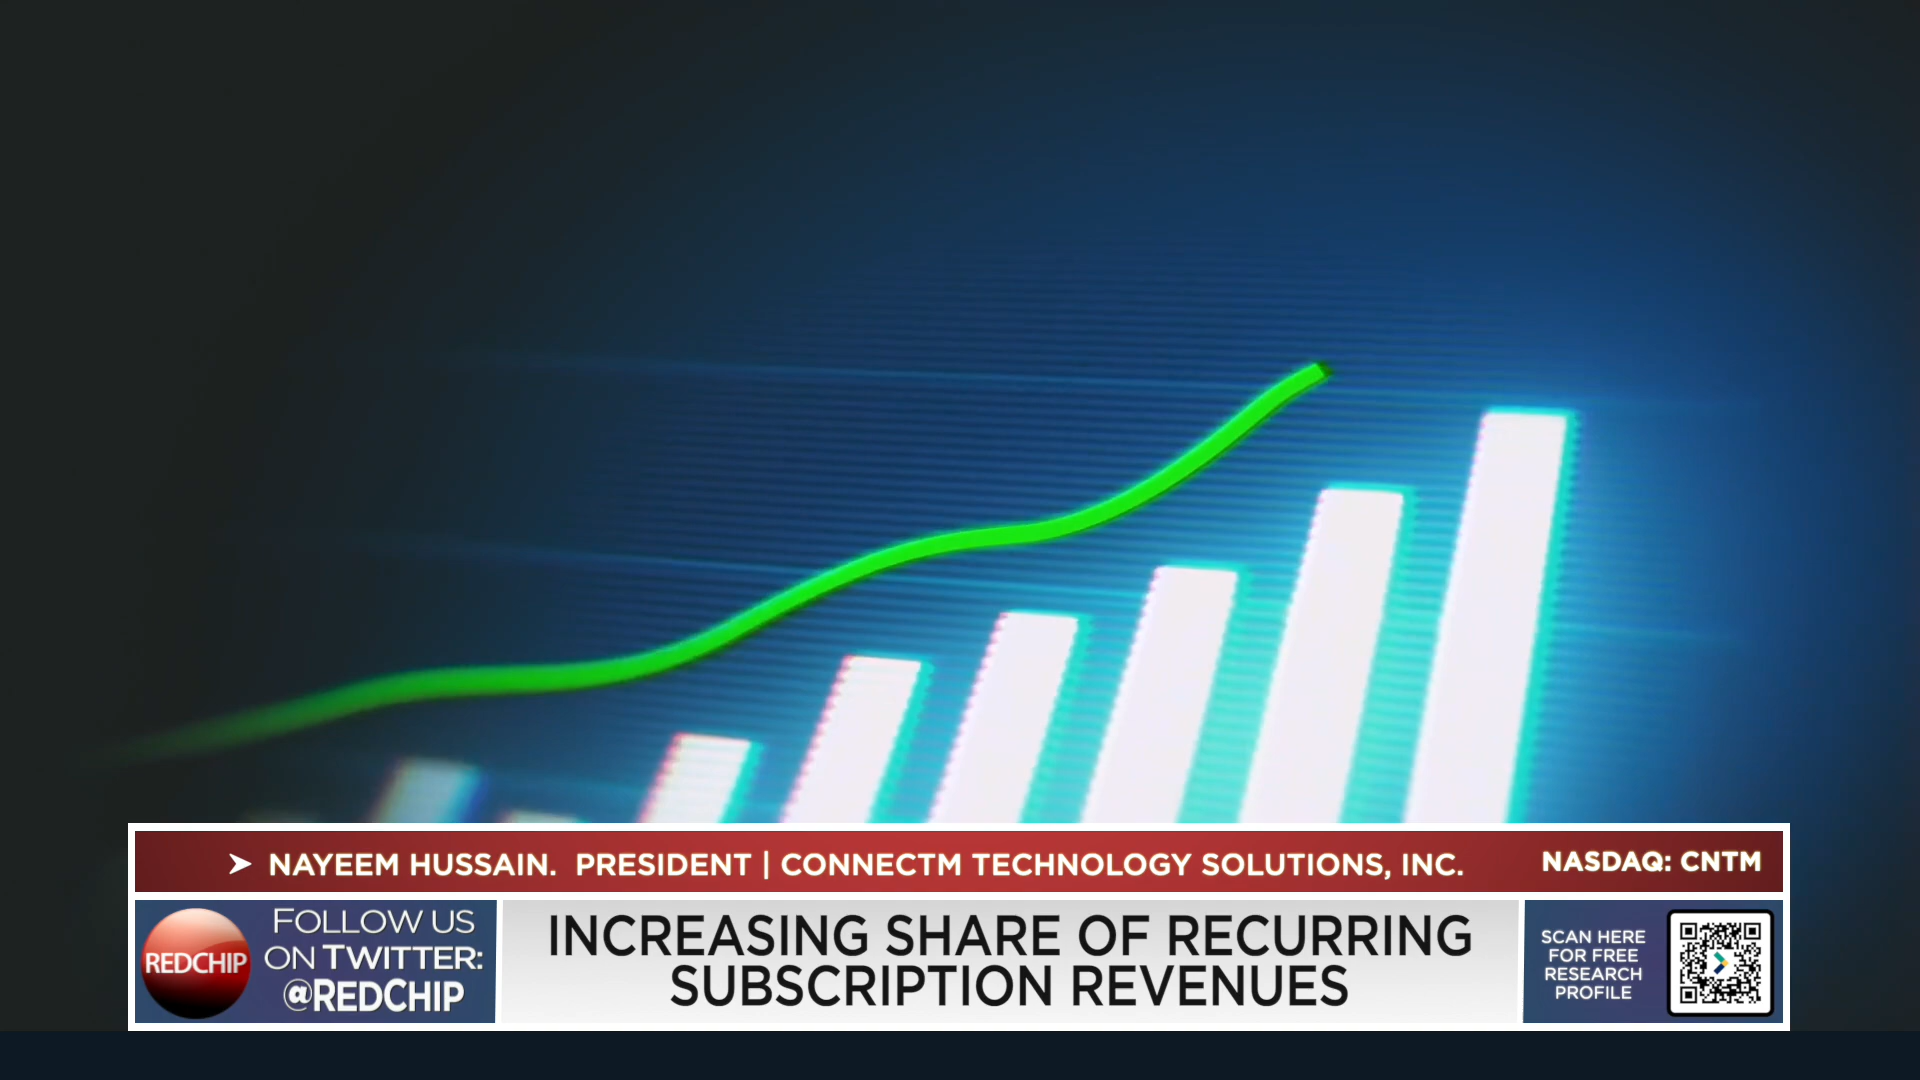 ➤ NAYEEM HUSSAIN. PRESIDENT | CONNECTM TECHNOLOGY SOLUTIONS, INC.
NASDAQ: CNTM
REDCHIP
FOLLOW US
ON TWITTER:
@REDCHIP
INCREASING SHARE OF RECURRING
SUBSCRIPTION REVENUES
SCAN HERE
FOR FREE
RESEARCH
PROFILE